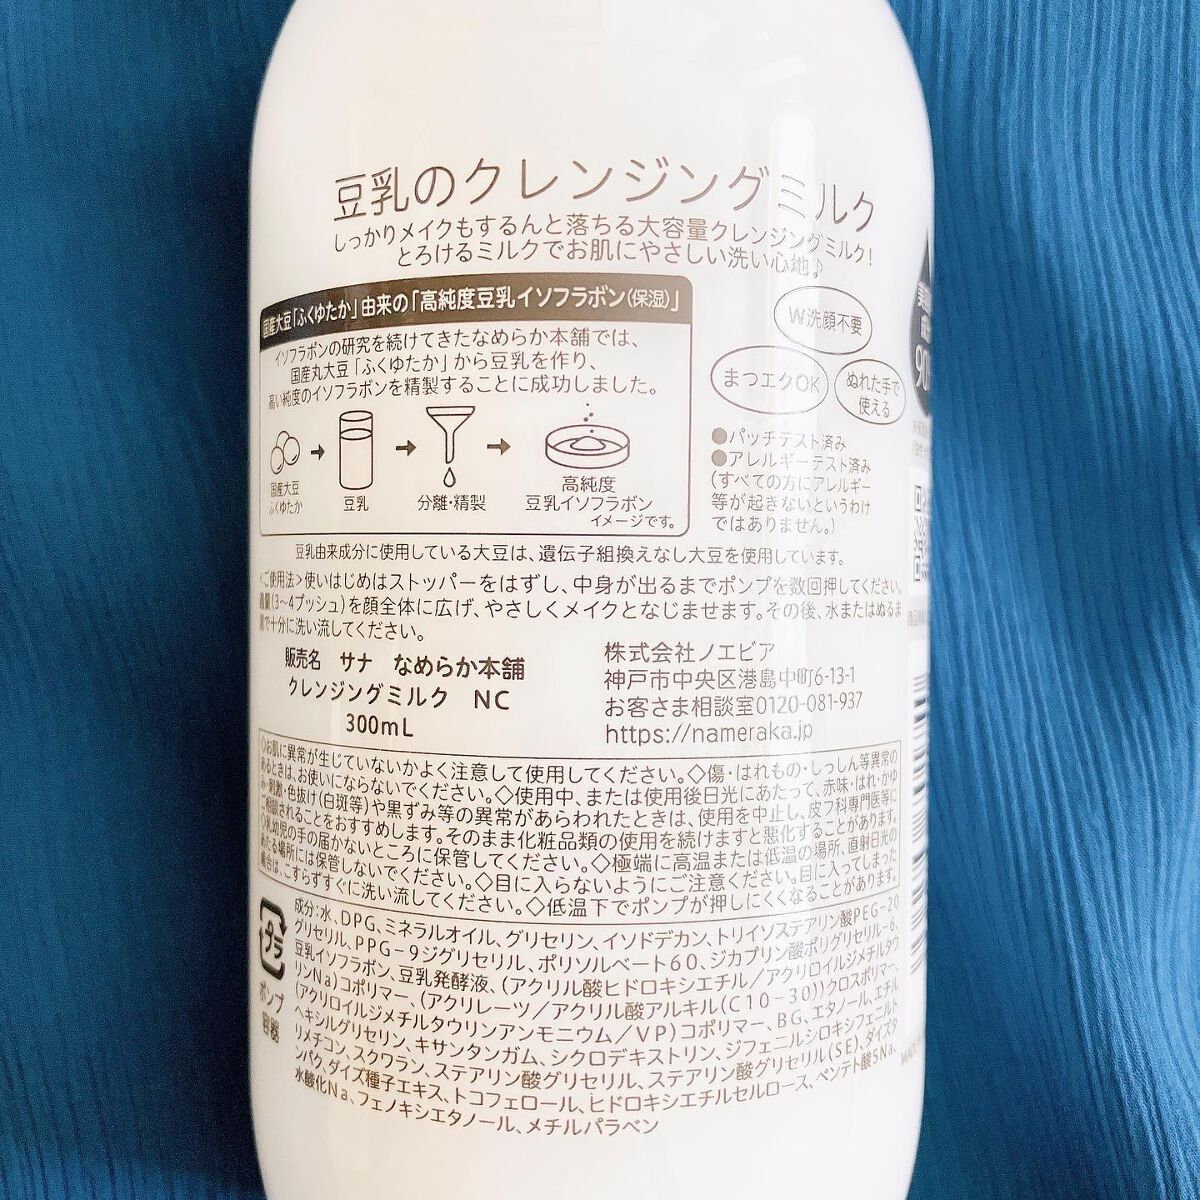 豆乳のクレンジングミルク
しっかりメイクもするんと落ちる大容量クレンジングミルク!
とろけるミルクでお肌にやさしい洗い心地♪
国産大豆「ふくゆたか」由来の「高純度豆乳イソフラボン(保湿)」
イソフラボンの研究を続けてきたなめらか本舗では、
国産丸大豆「ふくゆたか」から豆乳を作り、
高い純度のイソフラボンを精製することに成功しました。
国産大豆
ふくゆたか
豆乳
分離・精製
高純度
豆乳イソフラボン
イメージです。
W洗顔不要
まつエクOK
ぬれた手で
使える
●パッチテスト済み
●アレルギーテスト済み
(すべての方にアレルギー
等が起きないというわけ
ではありません。)
豆乳由来成分に使用している大豆は、遺伝子組換えなし大豆を使用しています。
<ご使用法>使いはじめはストッパーをはずし、中身が出るまでポンプを数回押してください。
適量(3~4プッシュ)を顔全体に広げ、やさしくメイクとなじませます。その後、水またはぬるま
湯で十分に洗い流してください。
販売名 サナ なめらか本舗
クレンジングミルク NC
300mL
株式会社ノエビア
神戸市中央区港島中町6-13-1
お客さま相談室0120-081-937
https://nameraka.jp
◇お肌に異常が生じていないかよく注意して使用してください。◇傷・はれもの・しっしん等異常の
あるときは、お使いにならないでください。◇使用中、または使用後日光にあたって、赤味・はれ・かゆ
み・刺激・色抜け(白斑等)や黒ずみ等の異常があらわれたときは、使用を中止し、皮フ科専門医等に
ご相談されることをおすすめします。そのまま化粧品類の使用を続けますと悪化することがあります。
◇乳幼児の手の届かないところに保管してください。◇極端に高温または低温の場所、直射日光の
あたる場所には保管しないでください。◇目に入らないようにご注意ください。目に入ってしまった
場合は、こすらずすぐに洗い流してください。◇低温下でポンプが押しにくくなることがあります。
プラ
ポンプ
容器
成分:水、DPG、ミネラルオイル、グリセリン、イソドデカン、トリイソステアリン酸PEG-20
グリセリル、PPG-9ジグリセリル、ポリソルベート60、ジカプリン酸ポリグリセリル-6、
豆乳イソフラボン、豆乳発酵液、(アクリル酸ヒドロキシエチル/アクリロイルジメチルタウ
リンNa)コポリマー、(アクリレーツ/アクリル酸アルキル(C10-30))クロスポリマー、
(アクリロイルジメチルタウリンアンモニウム/VP)コポリマー、BG、エタノール、エチル
ヘキシルグリセリン、キサンタンガム、シクロデキストリン、ジフェニルシロキシフェニルト
リメチコン、スクワラン、ステアリン酸グリセリル、ステアリン酸グリセリル(SE)、ダイズタ
ンパク、ダイズ種子エキス、トコフェロール、ヒドロキシエチルセルロース、ペンテト酸5Na、
水酸化Na、フェノキシエタノール、メチルパラベン